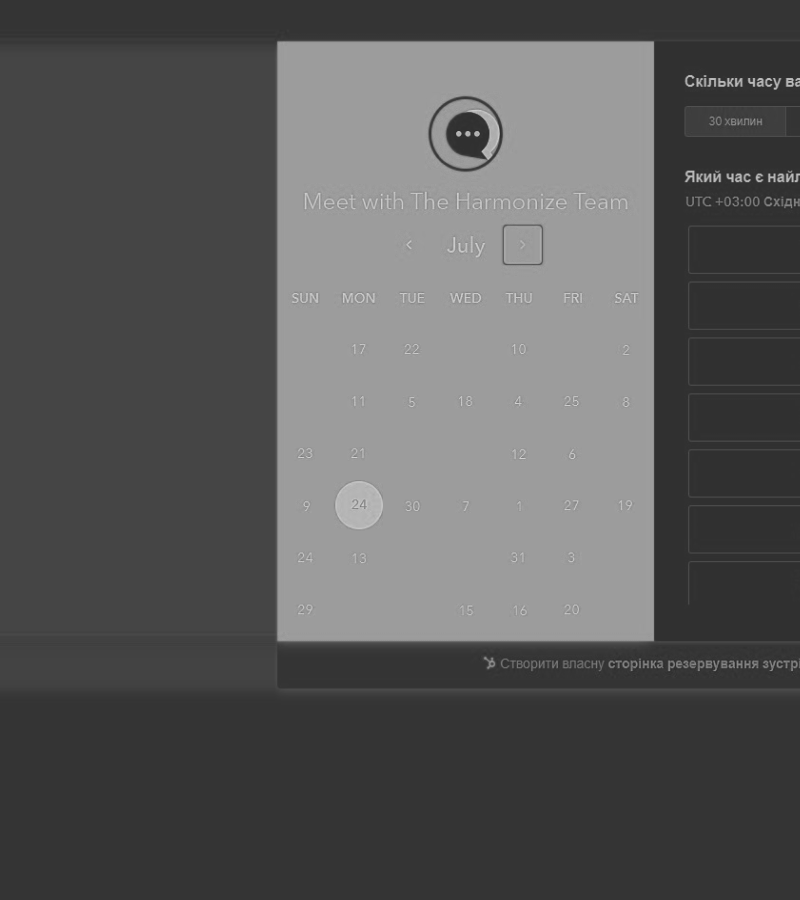 Meet with The Harmonize Team
July
SUN MON TUE WED THU FRI SAT
17 22 10 2
11 5 18 4 25 8
23 21 12 6
9 24 30 7 1 27 19
24 13 31 3
29 15 16 20
Скільки часу ва
30 хвилин
Який час є найл
UTC +03:00 Східн
Створити власну сторінка резервування зустрі